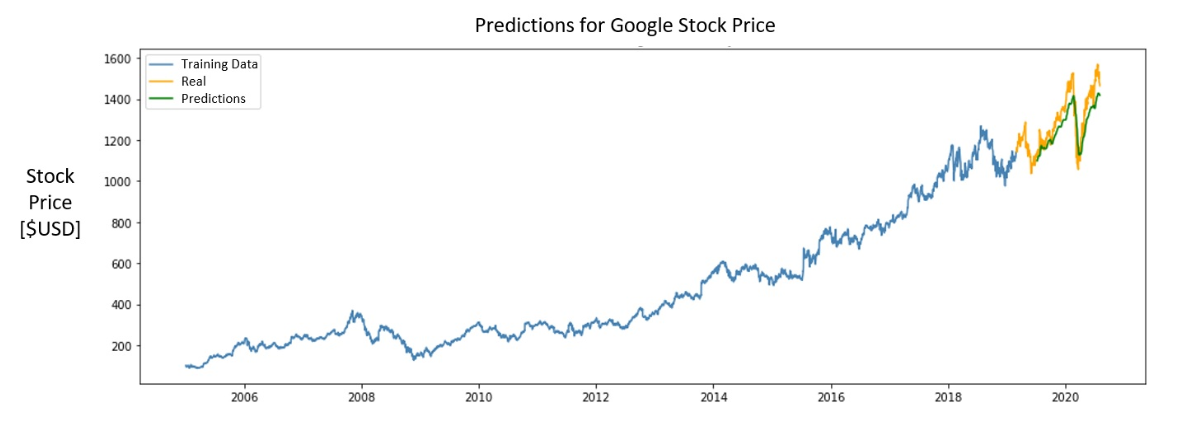 Predictions for Google Stock Price
Training Data
Real
Predictions
Stock
Price
[$USD]
1600
1400
1200
1000
800
600
400
200
2006 2008 2010 2012 2014 2016 2018 2020